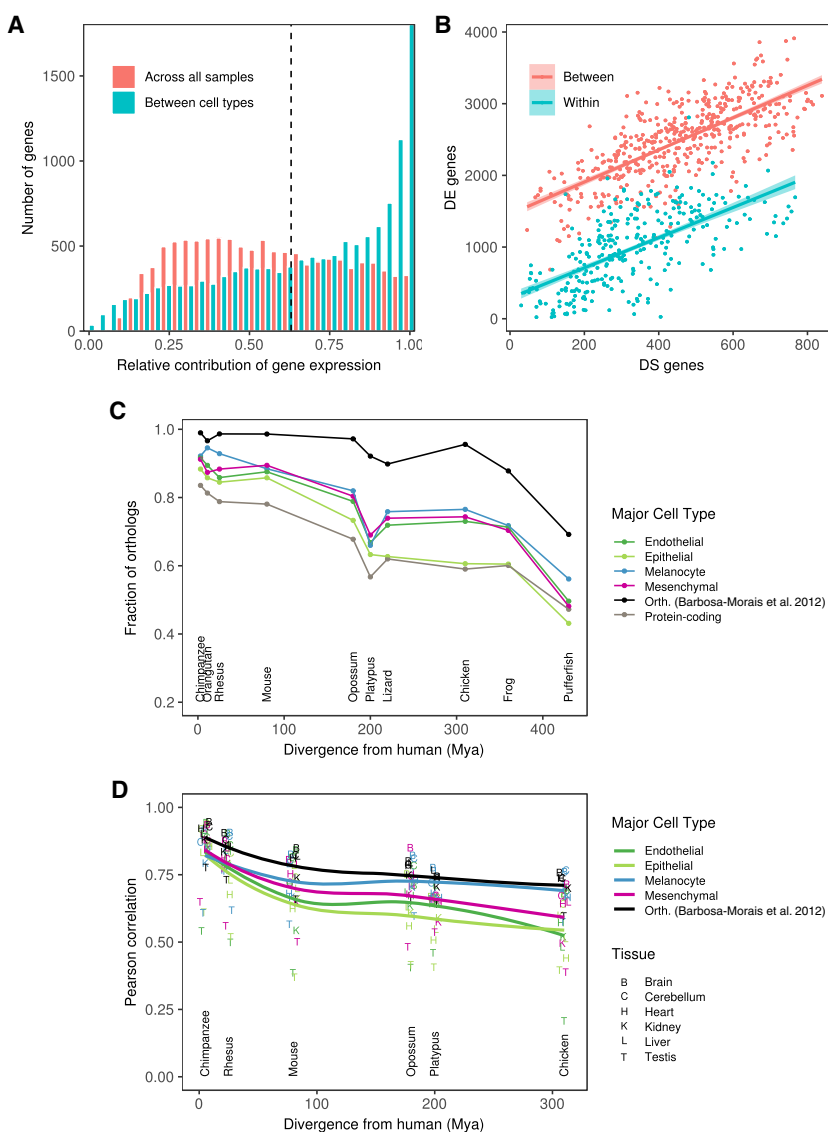 A
Number of genes
1500
1000
500
0
Across all samples
Between cell types
0.00
0.25
0.50
0.75
1.00
Relative contribution of gene expression
B
DE genes
4000
3000
2000
1000
0
Between
Within
0
200
400
600
800
DS genes
C
Fraction of orthologs
1.0
0.8
0.6
0.4
0.2
Chimpanzee
Orangutan
Rhesus
Mouse
Opossum
Platypus
Lizard
Chicken
Frog
Pufferfish
0
100
200
300
400
Divergence from human (Mya)
Major Cell Type
Endothelial
Epithelial
Melanocyte
Mesenchymal
Orth. (Barbosa-Morais et al. 2012)
Protein-coding
D
Pearson correlation
1.00
0.75
0.50
0.25
0.00
Chimpanzee
Rhesus
Mouse
Opossum
Platypus
Chicken
0
100
200
300
Divergence from human (Mya)
Major Cell Type
Endothelial
Epithelial
Melanocyte
Mesenchymal
Orth. (Barbosa-Morais et al. 2012)
Tissue
B Brain
C Cerebellum
H Heart
K Kidney
L Liver
T Testis